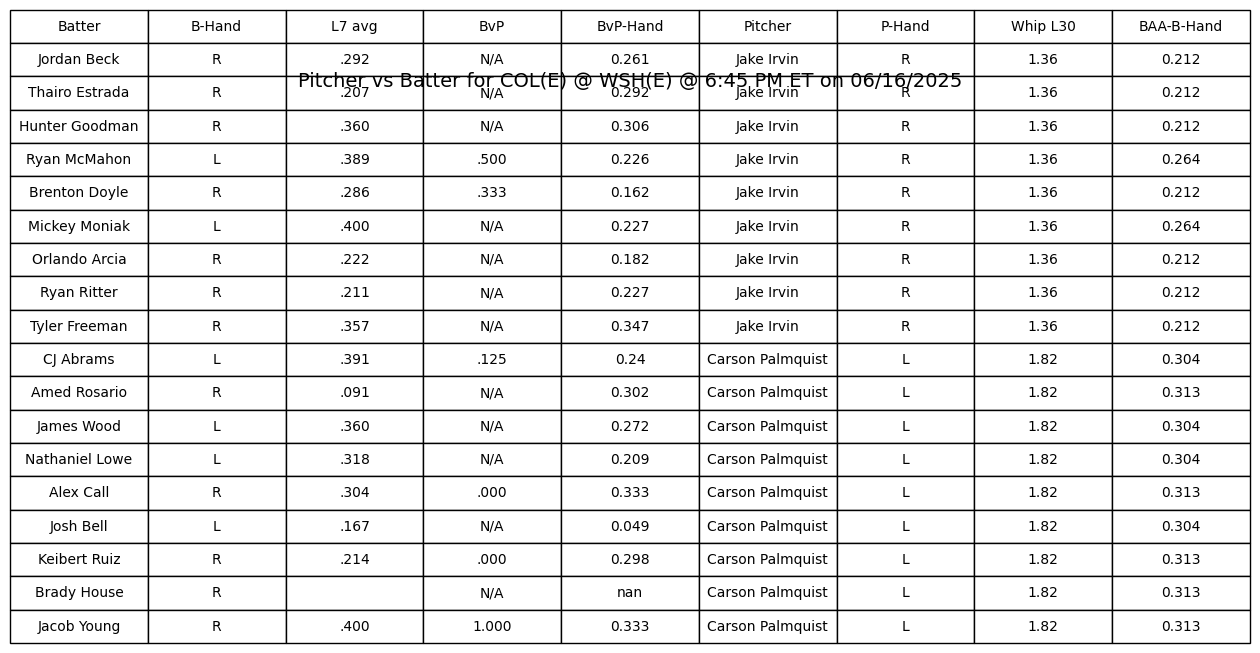 Batter B-Hand L7 avg BvP BvP-Hand Pitcher P-Hand Whip L30 BAA-B-Hand
Jordan Beck R .292 N/A 0.261 Jake Irvin R 1.36 0.212
Pitcher vs Batter for COL(E) @ WSH(E) @ 6:45 PM ET on 06/16/2025
Thairo Estrada R .207 N/A 0.292 Jake Irvin R 1.36 0.212
Hunter Goodman R .360 N/A 0.306 Jake Irvin R 1.36 0.212
Ryan McMahon L .389 .500 0.226 Jake Irvin R 1.36 0.264
Brenton Doyle R .286 .333 0.162 Jake Irvin R 1.36 0.212
Mickey Moniak L .400 N/A 0.227 Jake Irvin R 1.36 0.264
Orlando Arcia R .222 N/A 0.182 Jake Irvin R 1.36 0.212
Ryan Ritter R .211 N/A 0.227 Jake Irvin R 1.36 0.212
Tyler Freeman R .357 N/A 0.347 Jake Irvin R 1.36 0.212
CJ Abrams L .391 .125 0.24 Carson Palmquist L 1.82 0.304
Amed Rosario R .091 N/A 0.302 Carson Palmquist L 1.82 0.313
James Wood L .360 N/A 0.272 Carson Palmquist L 1.82 0.304
Nathaniel Lowe L .318 N/A 0.209 Carson Palmquist L 1.82 0.304
Alex Call R .304 .000 0.333 Carson Palmquist L 1.82 0.313
Josh Bell L .167 N/A 0.049 Carson Palmquist L 1.82 0.304
Keibert Ruiz R .214 .000 0.298 Carson Palmquist L 1.82 0.313
Brady House R N/A nan Carson Palmquist L 1.82 0.313
Jacob Young R .400 1.000 0.333 Carson Palmquist L 1.82 0.313